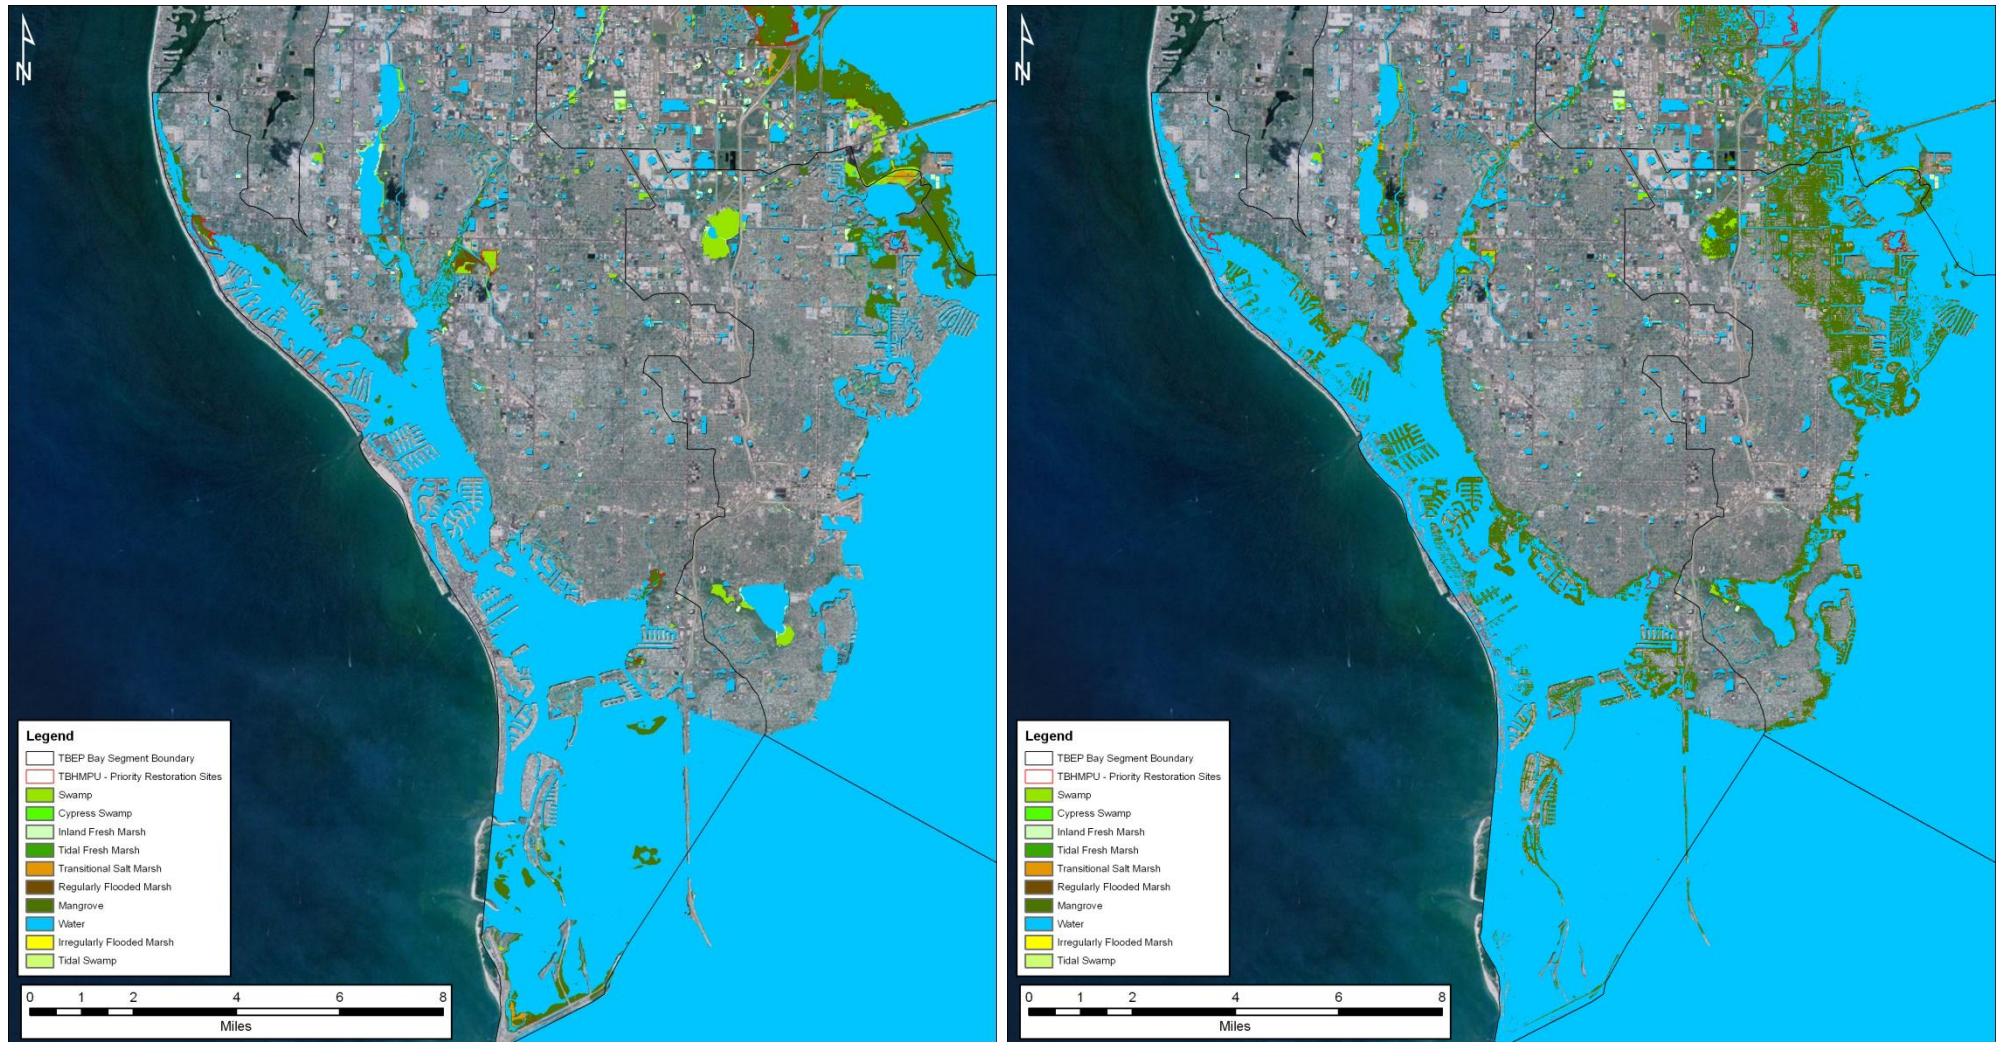 N
Legend
TBEP Bay Segment Boundary
TBHMPU - Priority Restoration Sites
Swamp
Cypress Swamp
Inland Fresh Marsh
Tidal Fresh Marsh
Transitional Salt Marsh
Regularly Flooded Marsh
Mangrove
Water
Irregularly Flooded Marsh
Tidal Swamp
0 1 2 4 6 8
Miles
N
Legend
TBEP Bay Segment Boundary
TBHMPU - Priority Restoration Sites
Swamp
Cypress Swamp
Inland Fresh Marsh
Tidal Fresh Marsh
Transitional Salt Marsh
Regularly Flooded Marsh
Mangrove
Water
Irregularly Flooded Marsh
Tidal Swamp
0 1 2 4 6 8
Miles